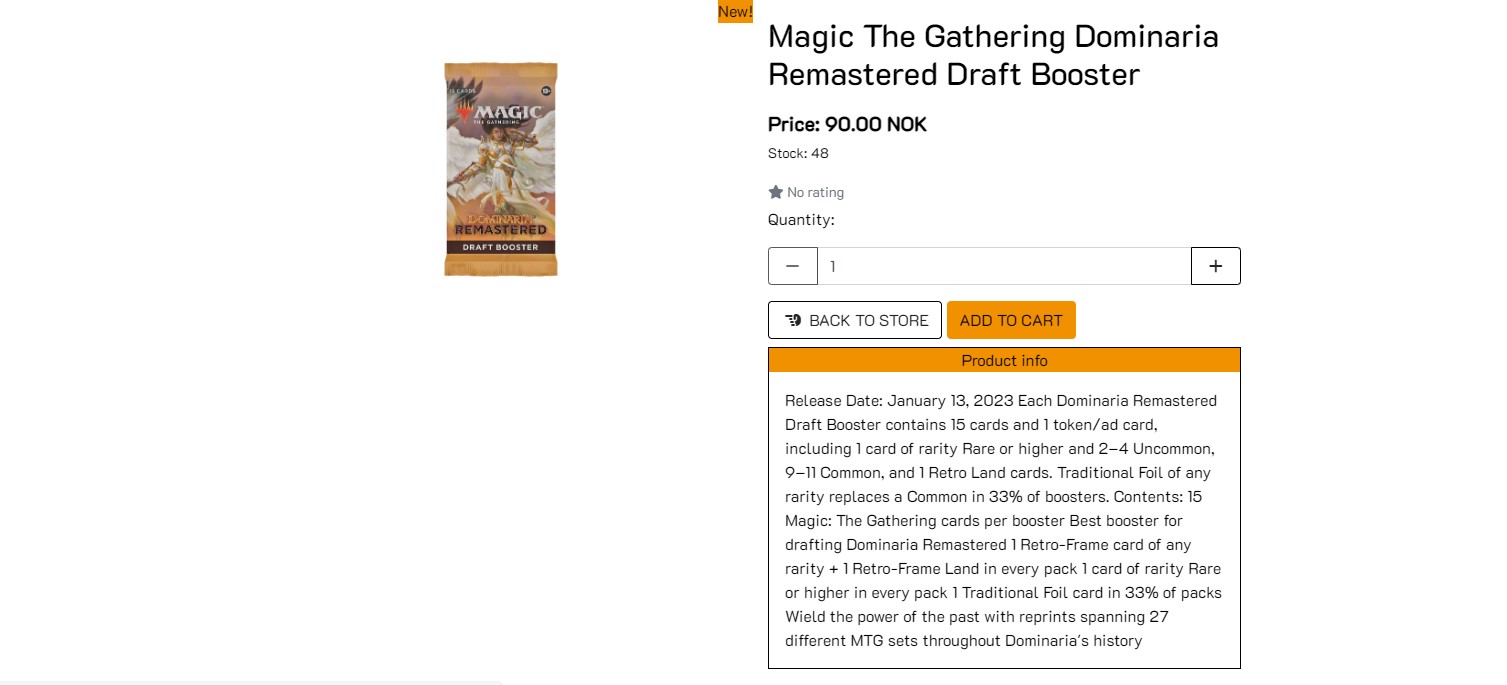 New!
Magic The Gathering Dominaria
Remastered Draft Booster
Price: 90.00 NOK
Stock: 48
No rating
Quantity:
1
BACK TO STORE
ADD TO CART
Product info
Release Date: January 13, 2023 Each Dominaria Remastered
Draft Booster contains 15 cards and 1 token/ad card,
including 1 card of rarity Rare or higher and 2–4 Uncommon,
9–11 Common, and 1 Retro Land cards. Traditional Foil of any
rarity replaces a Common in 33% of boosters. Contents: 15
Magic: The Gathering cards per booster Best booster for
drafting Dominaria Remastered 1 Retro-Frame card of any
rarity + 1 Retro-Frame Land in every pack 1 card of rarity Rare
or higher in every pack 1 Traditional Foil card in 33% of packs
Wield the power of the past with reprints spanning 27
different MTG sets throughout Dominaria's history
15 CARDS
13+
MAGIC
THE GATHERING
DOMINARIA
REMASTERED
DRAFT BOOSTER